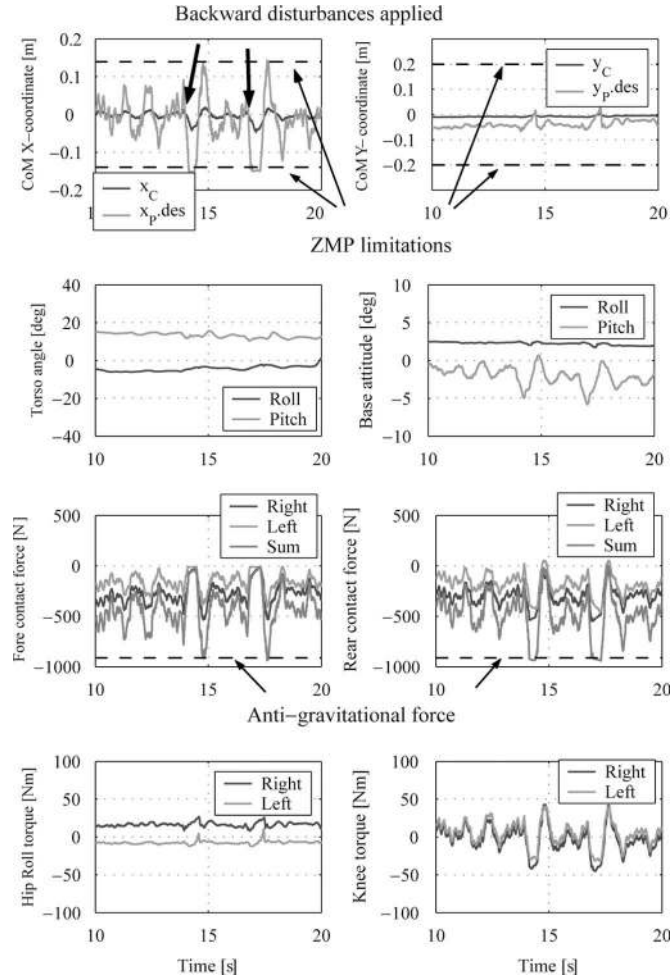 Backward disturbances applied
CoM X-coordinate [m]
0.2
0.1
0
-0.1
-0.2
x_C
x_P.des
15
20
CoM Y- coordinate [m]
0.2
0.1
0
-0.1
-0.2
y_C
y_P.des
10
15
20
ZMP limitations
Torso angle [deg]
40
20
0
-20
-40
Roll
Pitch
10
15
20
Base attitude [deg]
10
5
0
-5
-10
Roll
Pitch
10
15
20
Fore contact force [N]
500
0
-500
-1000
Right
Left
Sum
10
15
20
Rear contact force [N]
500
0
-500
-1000
Right
Left
Sum
10
15
20
Anti-gravitational force
Hip Roll torque [Nm]
100
50
0
-50
-100
Right
Left
10
15
20
Time [s]
Knee torque [Nm]
100
50
0
-50
-100
Right
Left
10
15
20
Time [s]